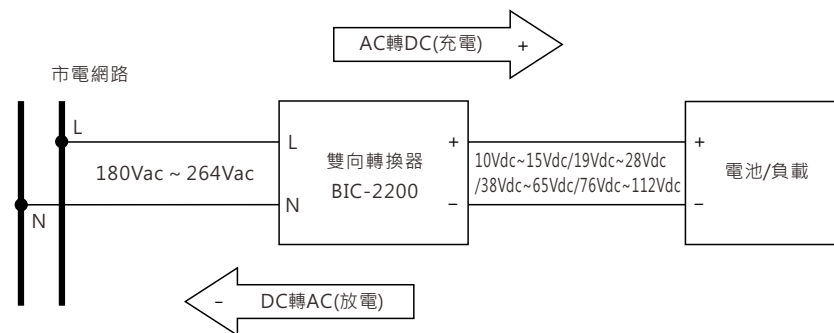 AC轉DC(充電) +
市電網路
L
L
N
N
180Vac ~ 264Vac
雙向轉換器
BIC-2200
+
−
10Vdc~15Vdc/19Vdc~28Vdc
/38Vdc~65Vdc/76Vdc~112Vdc
+
−
電池/負載
− DC轉AC(放電)